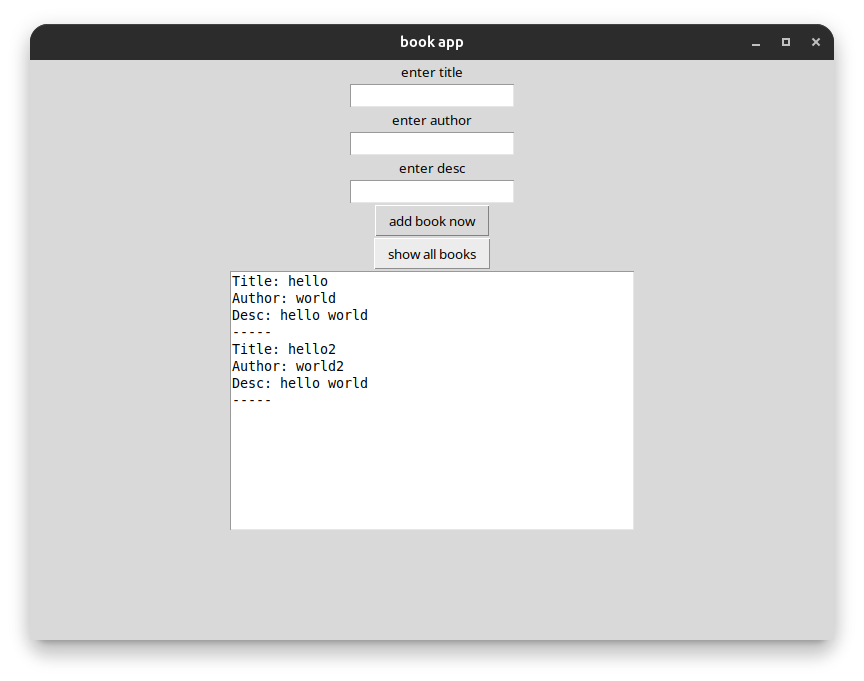 book app
enter title
enter author
enter desc
add book now
show all books
Title: hello
Author: world
Desc: hello world
-----
Title: hello2
Author: world2
Desc: hello world
-----